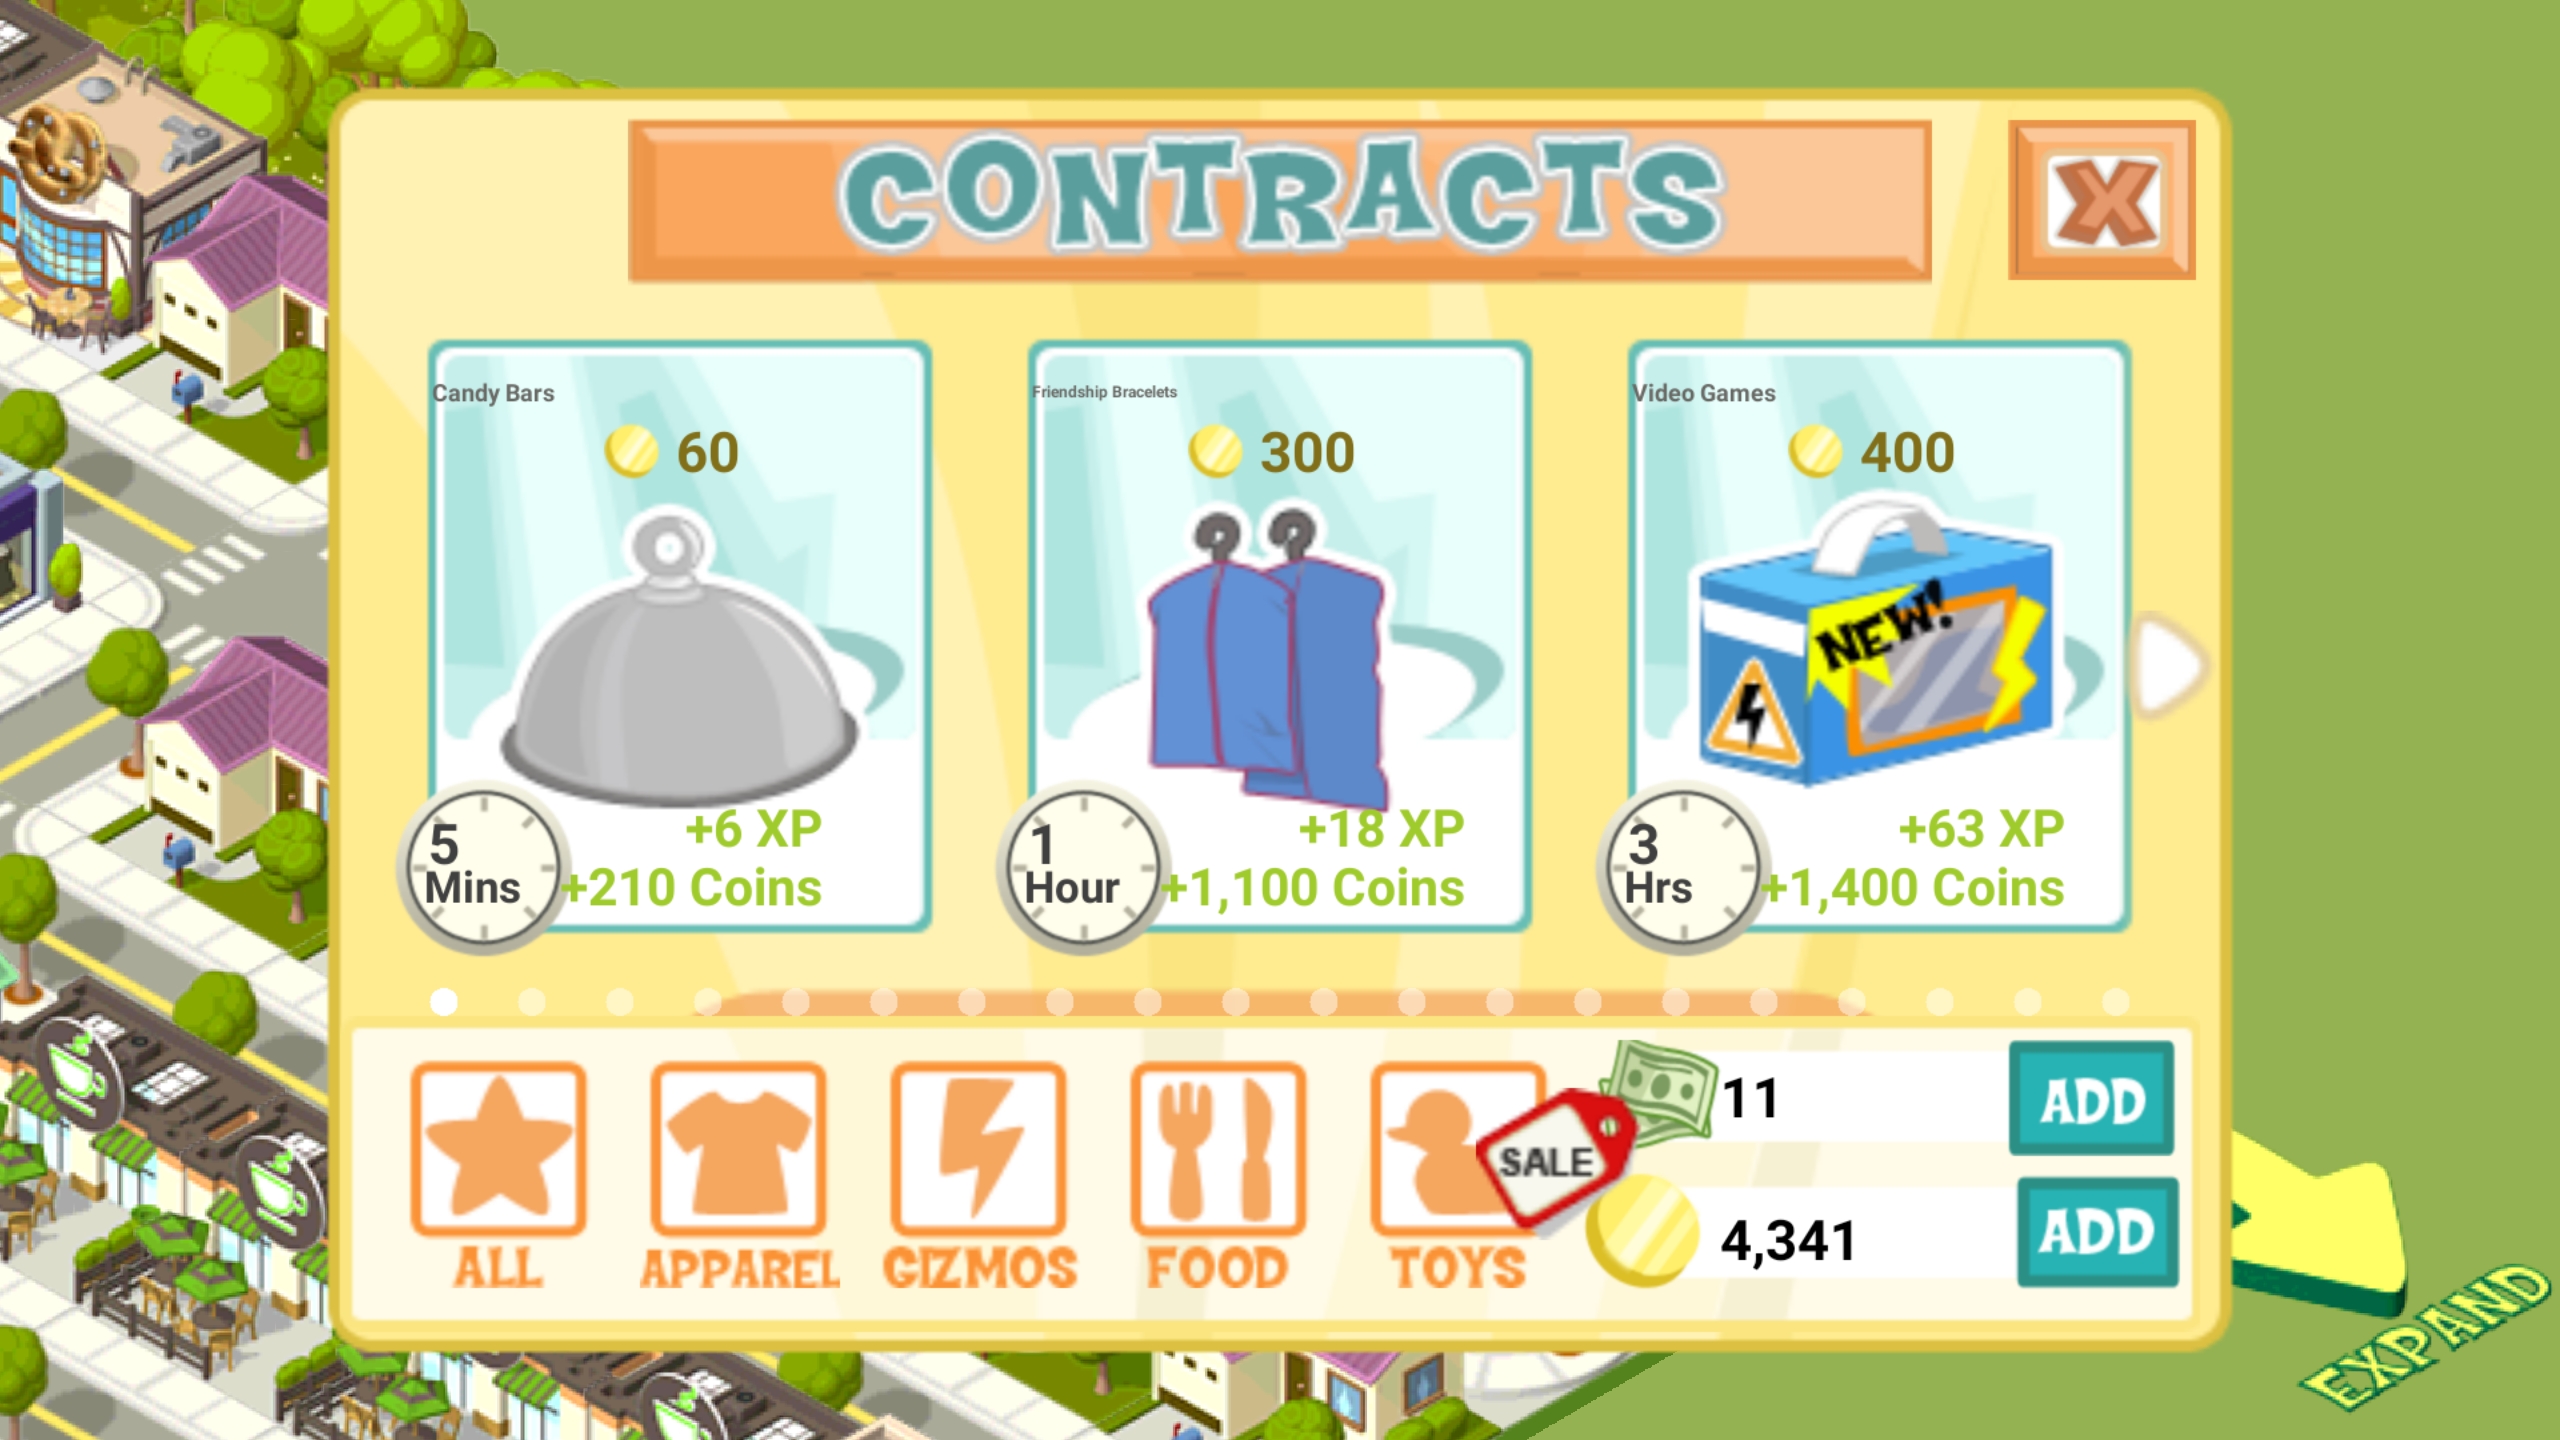 CONTRACTS
X
Candy Bars
60
5
Mins
+6 XP
+210 Coins
Friendship Bracelets
300
1
Hour
+18 XP
+1,100 Coins
Video Games
400
NEW!
3
Hrs
+63 XP
+1,400 Coins
ALL
APPAREL
GIZMOS
FOOD
TOYS
SALE
11
ADD
4,341
ADD
EXPAND